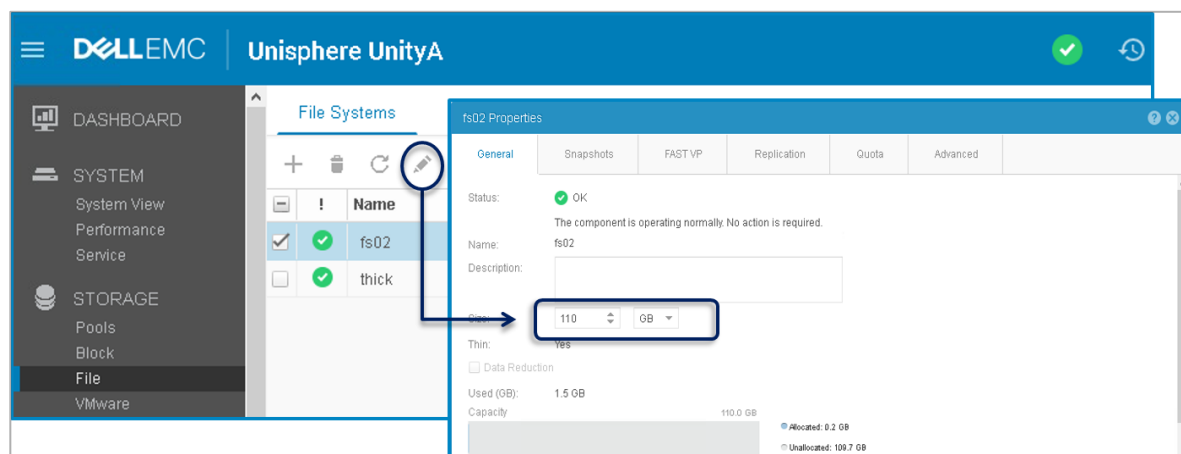 DELLEMC Unisphere UnityA
DASHBOARD
SYSTEM
System View
Performance
Service
STORAGE
Pools
Block
File
VMware
File Systems
! Name
fs02
thick
fs02 Properties
General Snapshots FAST VP Replication Quota Advanced
Status: OK
The component is operating normally. No action is required.
Name: fs02
Description:
Size: 110 GB
Thin: Yes
Data Reduction
Used (GB): 1.5 GB
Capacity 110.0 GB
Allocated: 0.2 GB
Unallocated: 109.7 GB